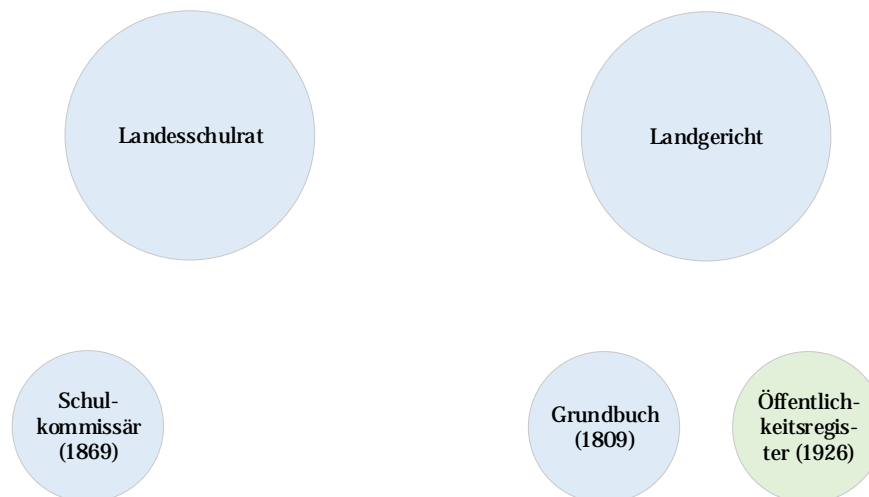 Landesschulrat
Landgericht
Schul-
kommissär
(1869)
Grundbuch
(1809)
Öffentlich-
keitsregis-
ter (1926)